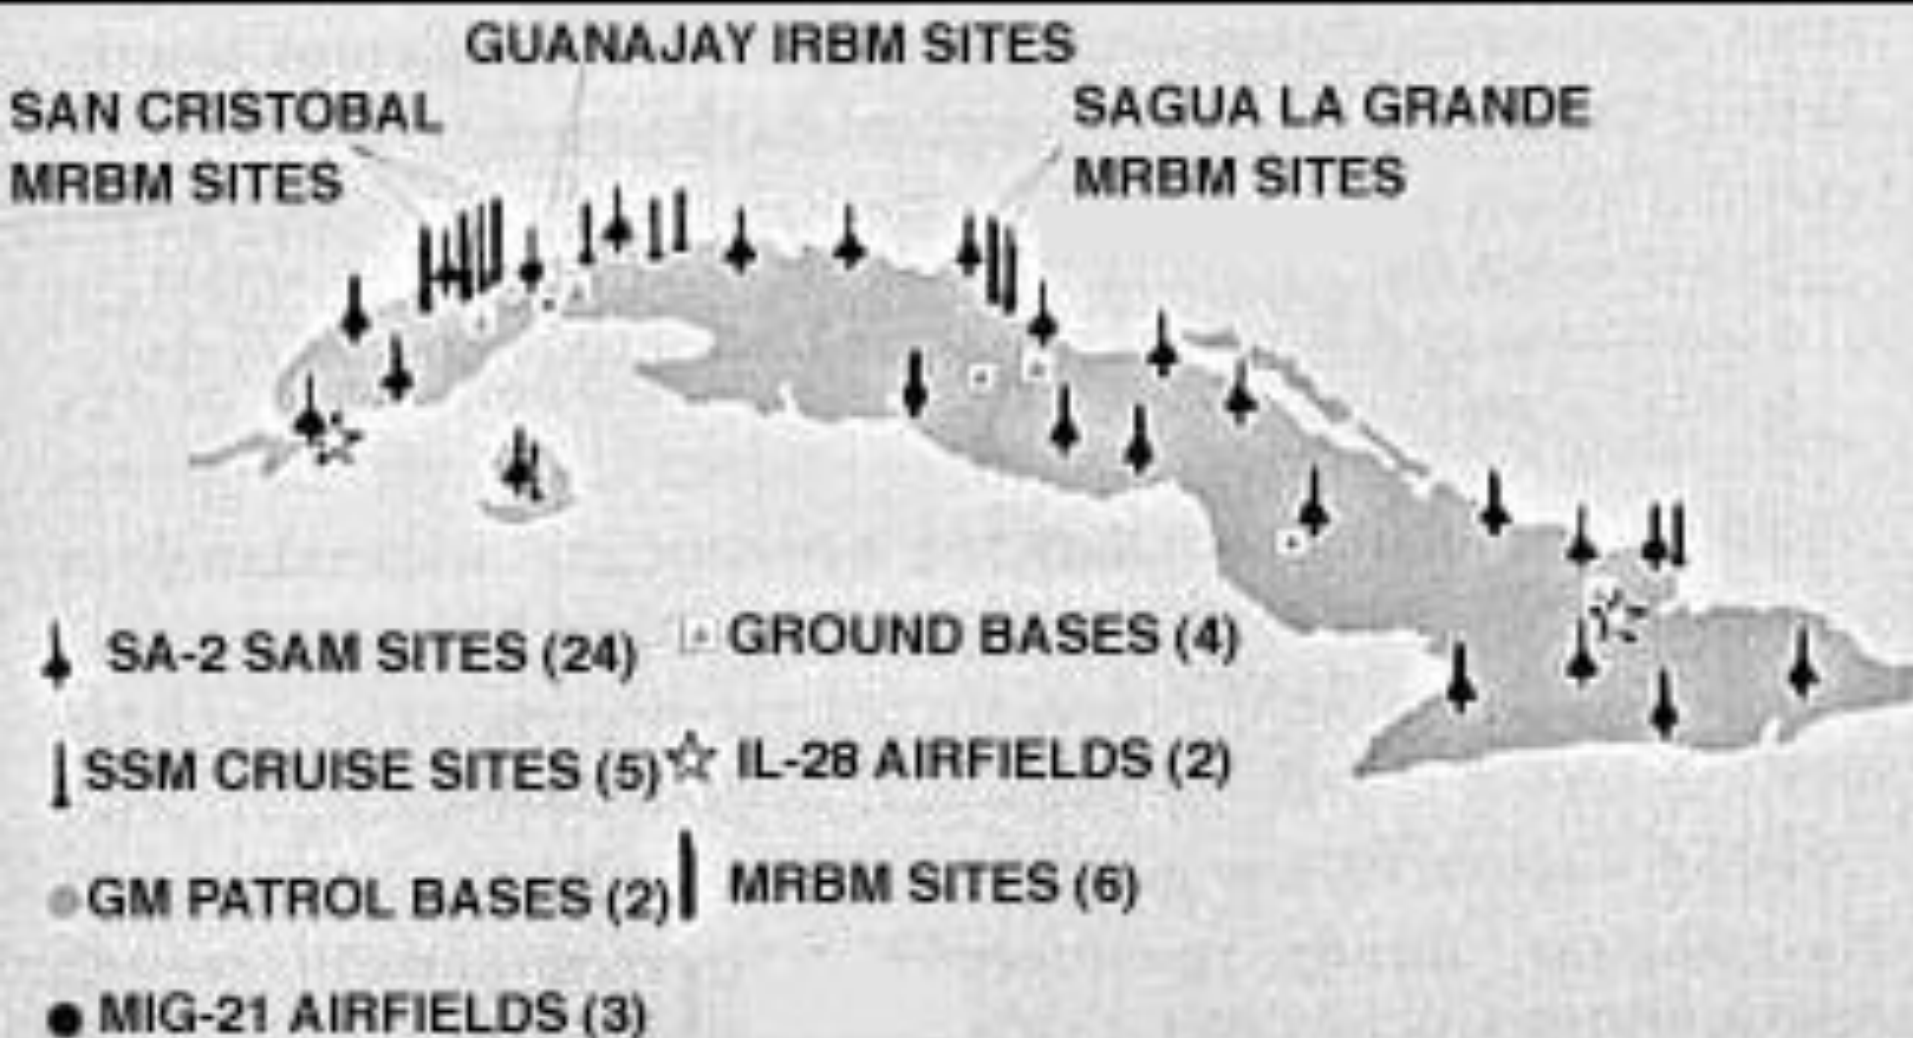 GUANAJAY IRBM SITES
SAN CRISTOBAL
MRBM SITES
SAGUA LA GRANDE
MRBM SITES
SA-2 SAM SITES (24)
GROUND BASES (4)
SSM CRUISE SITES (5)
IL-28 AIRFIELDS (2)
GM PATROL BASES (2)
MRBM SITES (6)
MIG-21 AIRFIELDS (3)